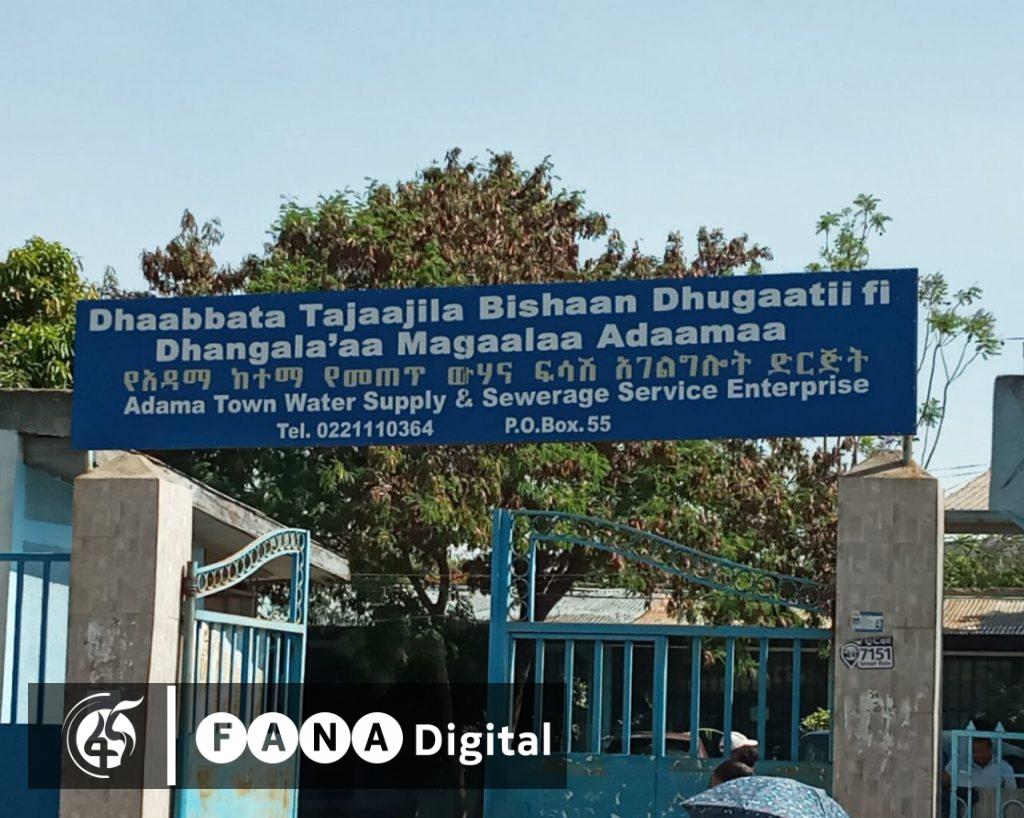 Dhaabbata Tajaajila Bishaan Dhugaatii fi
Dhangala'aa Magaalaa Adaamaa
የአዳማ ከተማ የመጠጥ ውሃና ፍሳሽ አገልግሎት ድርጅት
Adama Town Water Supply & Sewerage Service Enterprise
Tel. 0221110364 P.O.Box. 55
Call
7151
FANA Digital